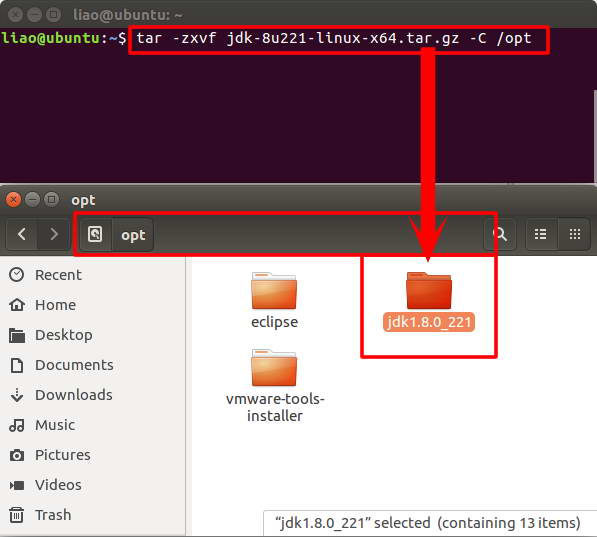 liao@ubuntu: ~
liao@ubuntu:~$ tar -zxvf jdk-8u221-linux-x64.tar.gz -C /opt
opt
opt
Recent
Home
Desktop
Documents
Downloads
Music
Pictures
Videos
Trash
eclipse
jdk1.8.0_221
vmware-tools-
installer
“jdk1.8.0_221” selected (containing 13 items)